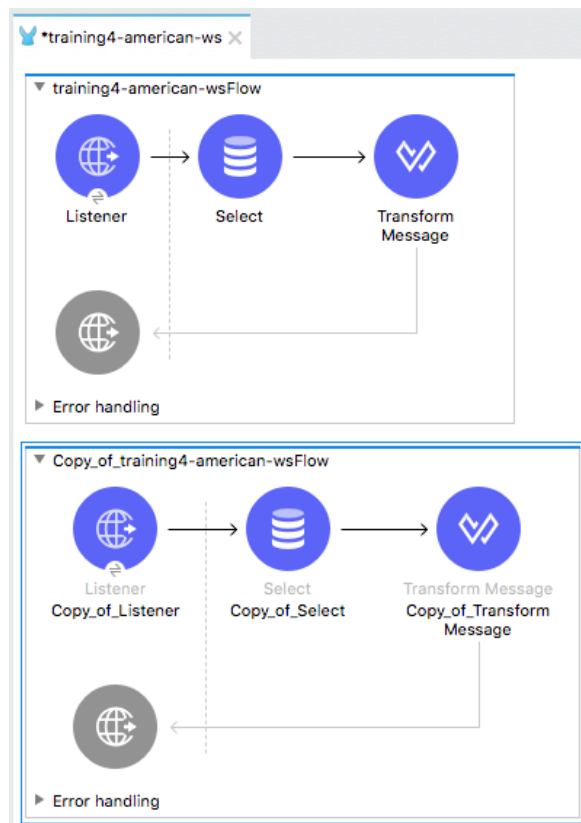 *training4-american-ws
training4-american-wsFlow
Listener
Select
Transform
Message
Error handling
Copy_of_training4-american-wsFlow
Listener
Select
Transform Message
Copy_of_Listener
Copy_of_Select
Copy_of_Transform
Message
Error handling